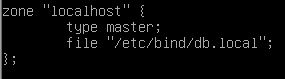 zone "localhost" {
        type master;
        file "/etc/bind/db.local";
};